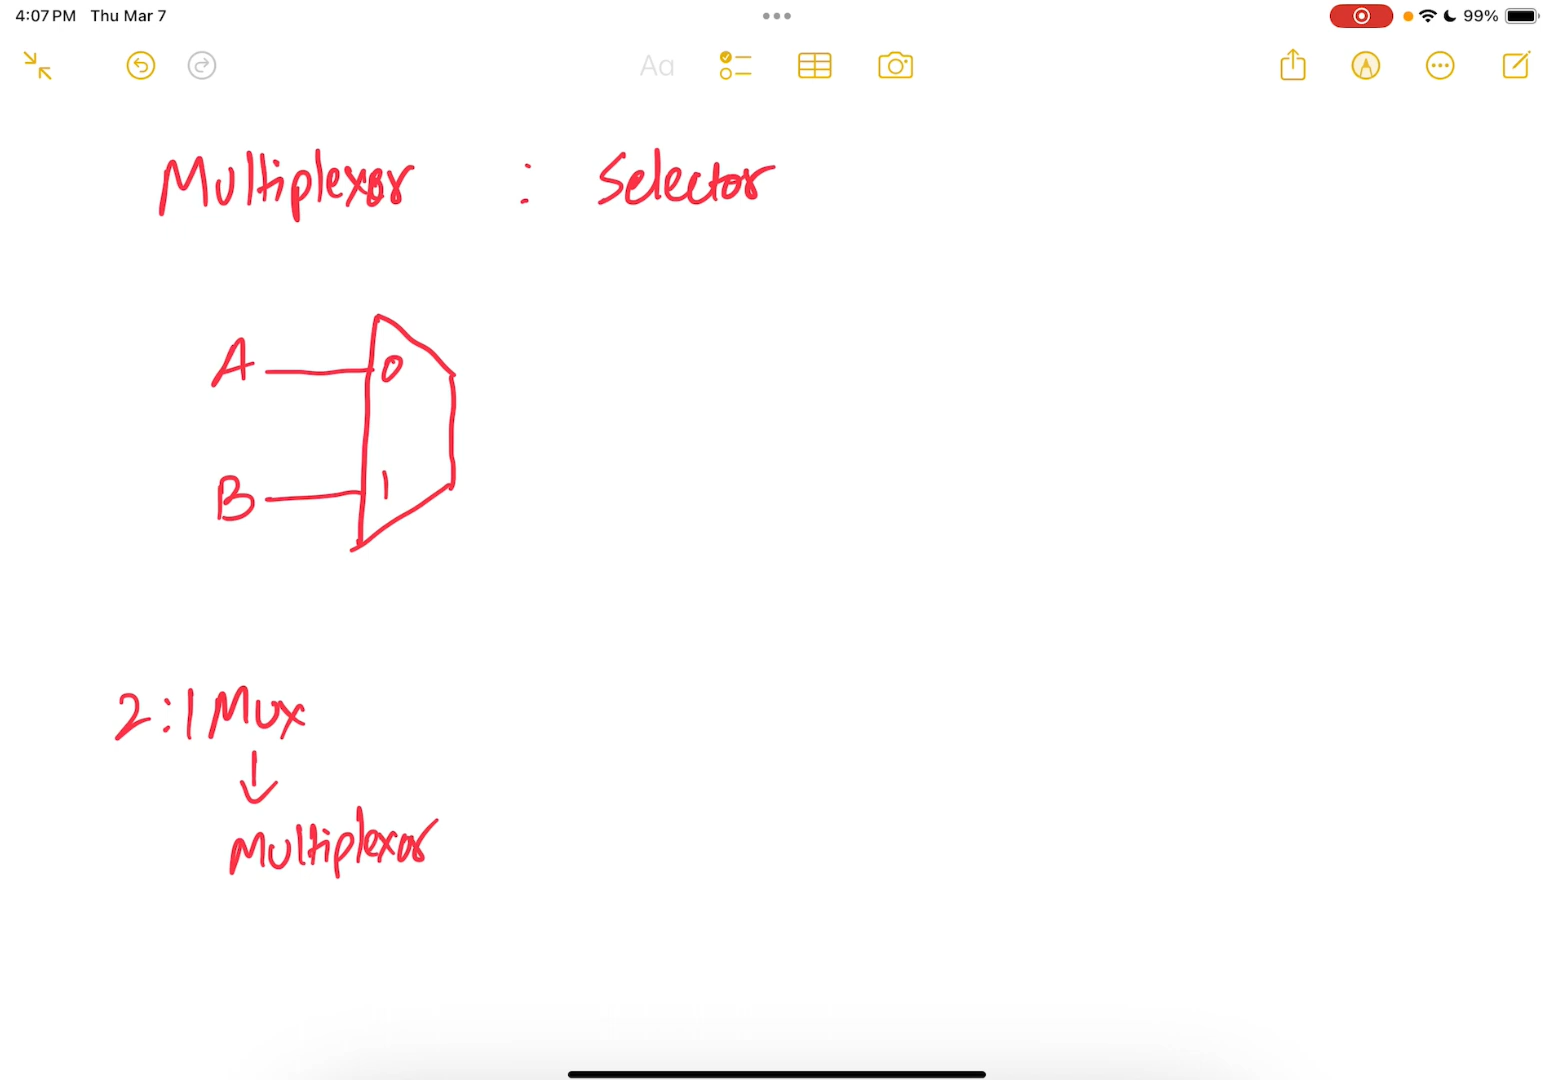 4:07 PM Thu Mar 7
99%
Aa
Multiplexor : Selector
A 0
B 1
2:1 Mux
Multiplexor